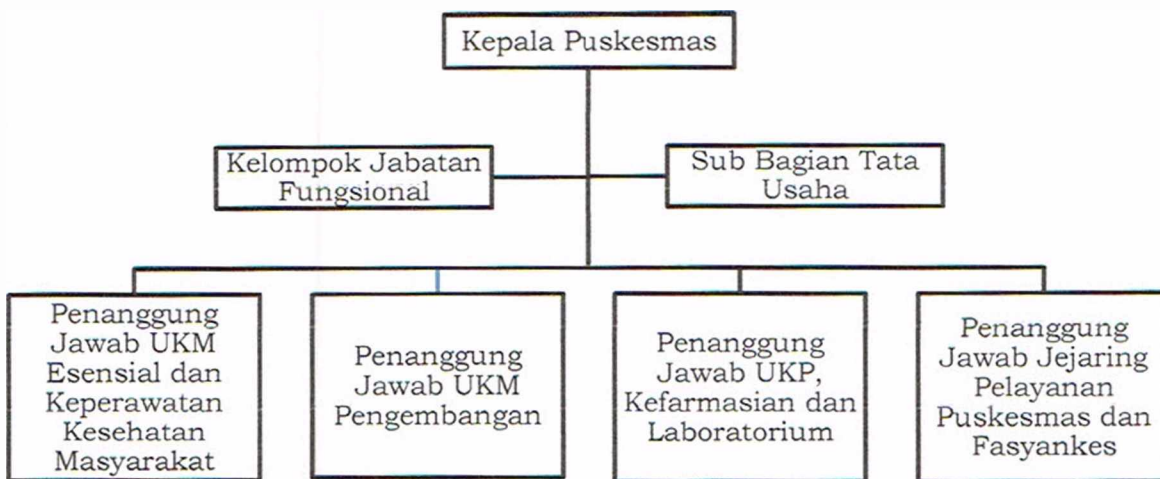 Kepala Puskesmas
Kelompok Jabatan
Fungsional
Sub Bagian Tata
Usaha
Penanggung
Jawab UKM
Esensial dan
Keperawatan
Kesehatan
Masyarakat
Penanggung
Jawab UKM
Pengembangan
Penanggung
Jawab UKP,
Kefarmasian dan
Laboratorium
Penanggung
Jawab Jejaring
Pelayanan
Puskesmas dan
Fasyankes